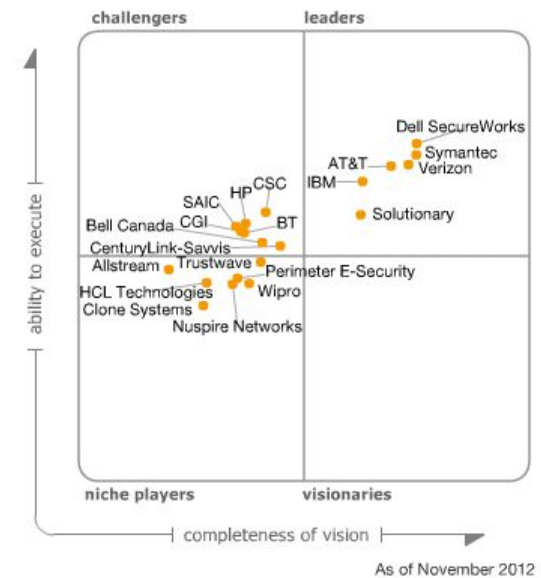 challengers
leaders
Dell SecureWorks
Symantec
AT&T
Verizon
IBM
CSC
HP
SAIC
Solutionary
CGI
BT
Bell Canada
CenturyLink-Savvis
Trustwave
Allstream
Perimeter E-Security
HCL Technologies
Wipro
Clone Systems
Nuspire Networks
ability to execute
niche players
visionaries
completeness of vision
As of November 2012